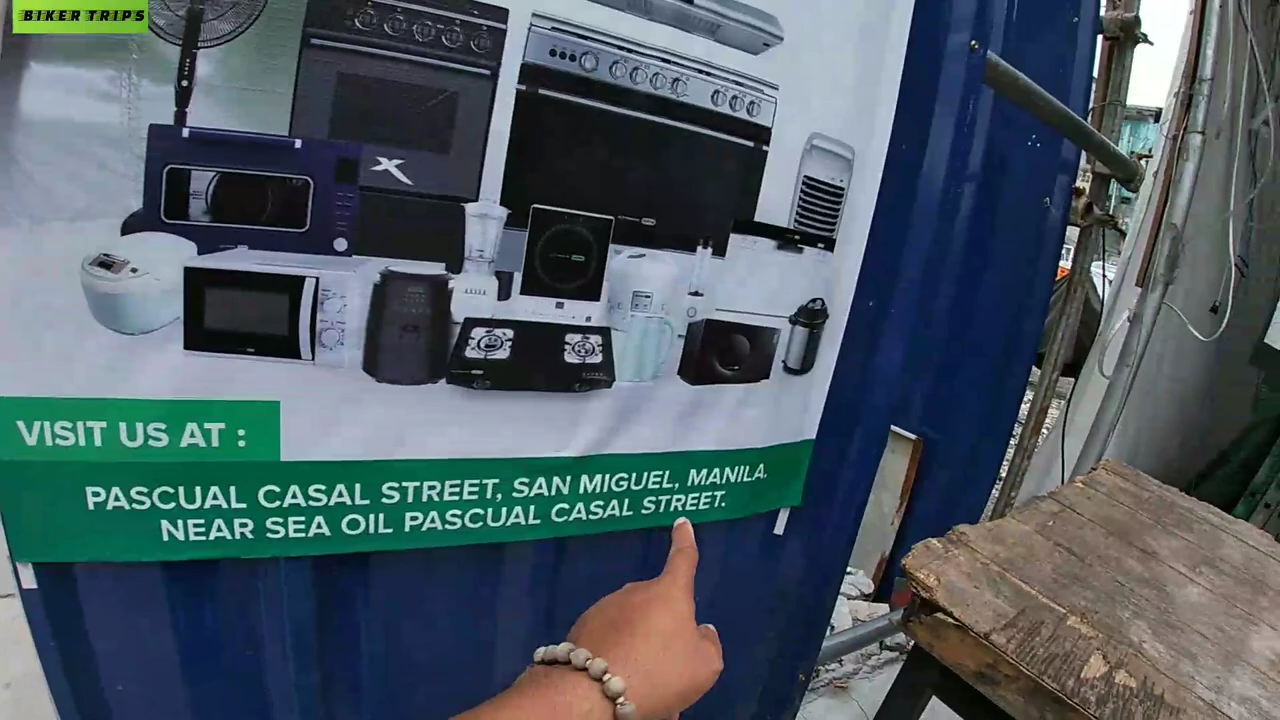 BIKER TRIPS
VISIT US AT :
PASCUAL CASAL STREET, SAN MIGUEL, MANILA.
NEAR SEA OIL PASCUAL CASAL STREET.